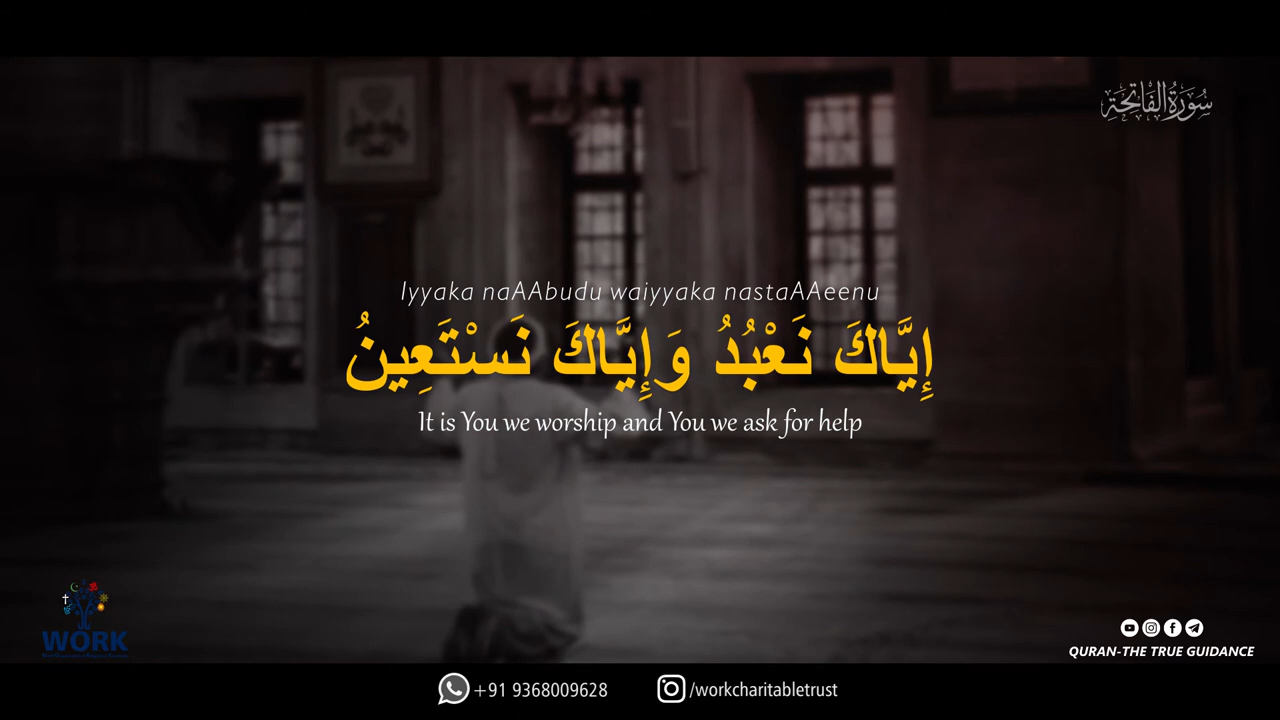 سُورَةُ الفَاتِحَةِ
Iyyaka naAAbudu waiyyaka nastaAAeenu
إِيَّاكَ نَعْبُدُ وَإِيَّاكَ نَسْتَعِينُ
It is You we worship and You we ask for help
WORK
QURAN-THE TRUE GUIDANCE
+91 9368009628
/workcharitabletrust